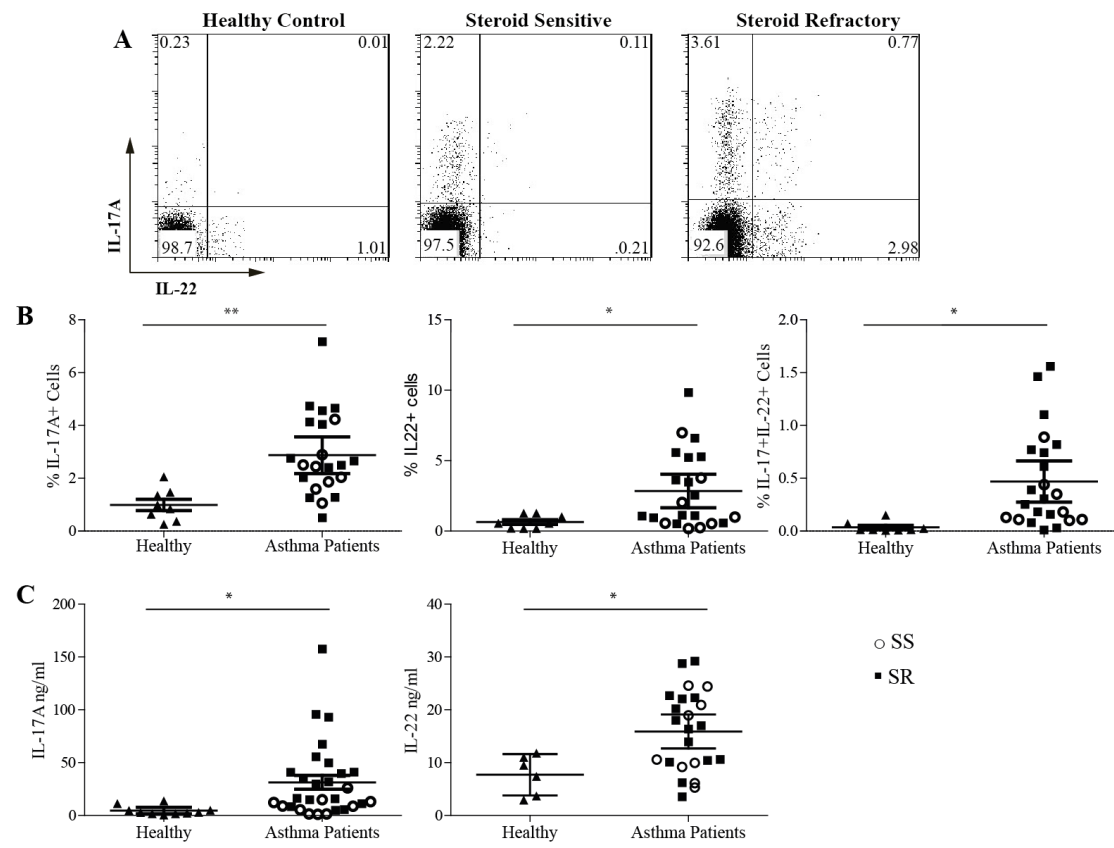 Healthy Control
Steroid Sensitive
Steroid Refractory
A
0.23
0.01
98.7
1.01
2.22
0.11
97.5
.0.21
3.61
0.77
92.6
2.98
IL-17A
IL-22
B
% IL-17A+ Cells
8
6
4
2
0
**
Healthy
Asthma Patients
% IL22+ cells
15
10
5
0
*
Healthy
Asthma Patients
% IL-17+IL-22+ Cells
2.0
1.5
1.0
0.5
0.0
*
Healthy
Asthma Patients
C
IL-17A ng/ml
200
150
100
50
0
*
Healthy
Asthma Patients
IL-22 ng/ml
40
30
20
10
0
*
Healthy
Asthma Patients
SS
SR